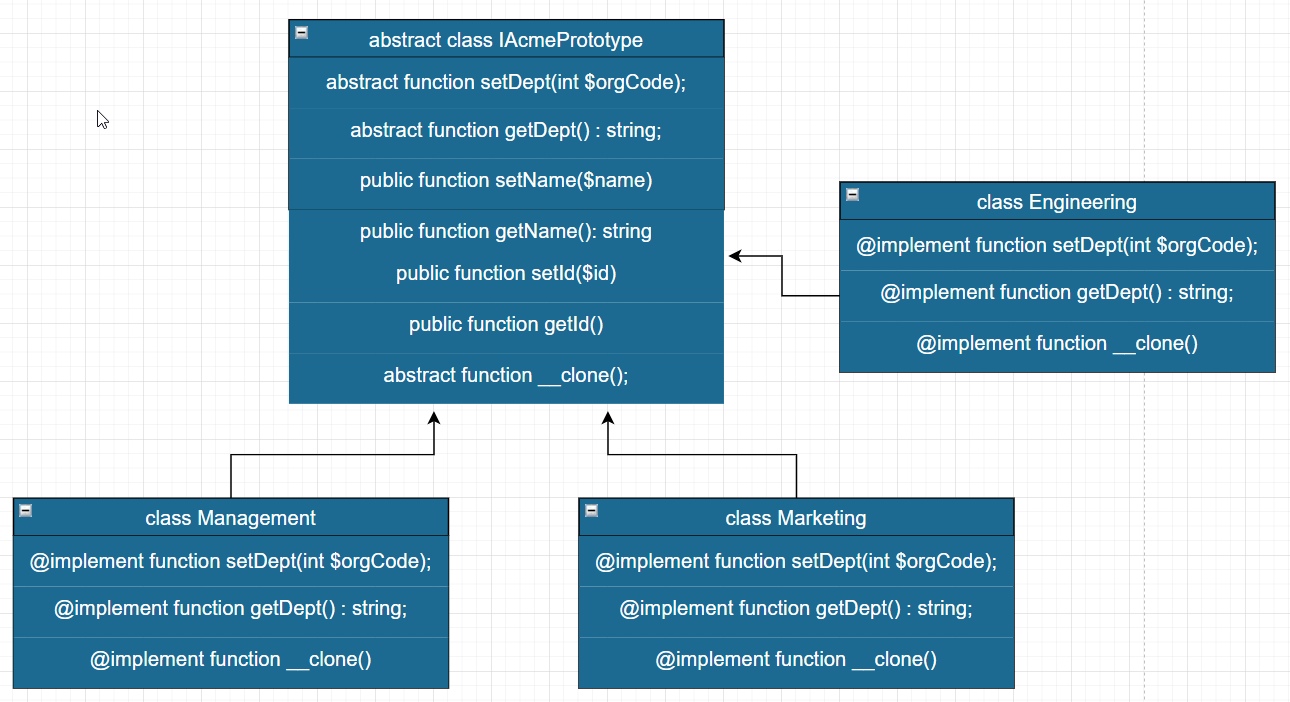 abstract class IAcmePrototype
abstract function setDept(int $orgCode);
abstract function getDept() : string;
public function setName($name)
public function getName(): string
public function setId($id)
public function getId()
abstract function __clone();
class Engineering
@implement function setDept(int $orgCode);
@implement function getDept() : string;
@implement function __clone()
class Management
@implement function setDept(int $orgCode);
@implement function getDept() : string;
@implement function __clone()
class Marketing
@implement function setDept(int $orgCode);
@implement function getDept() : string;
@implement function __clone()